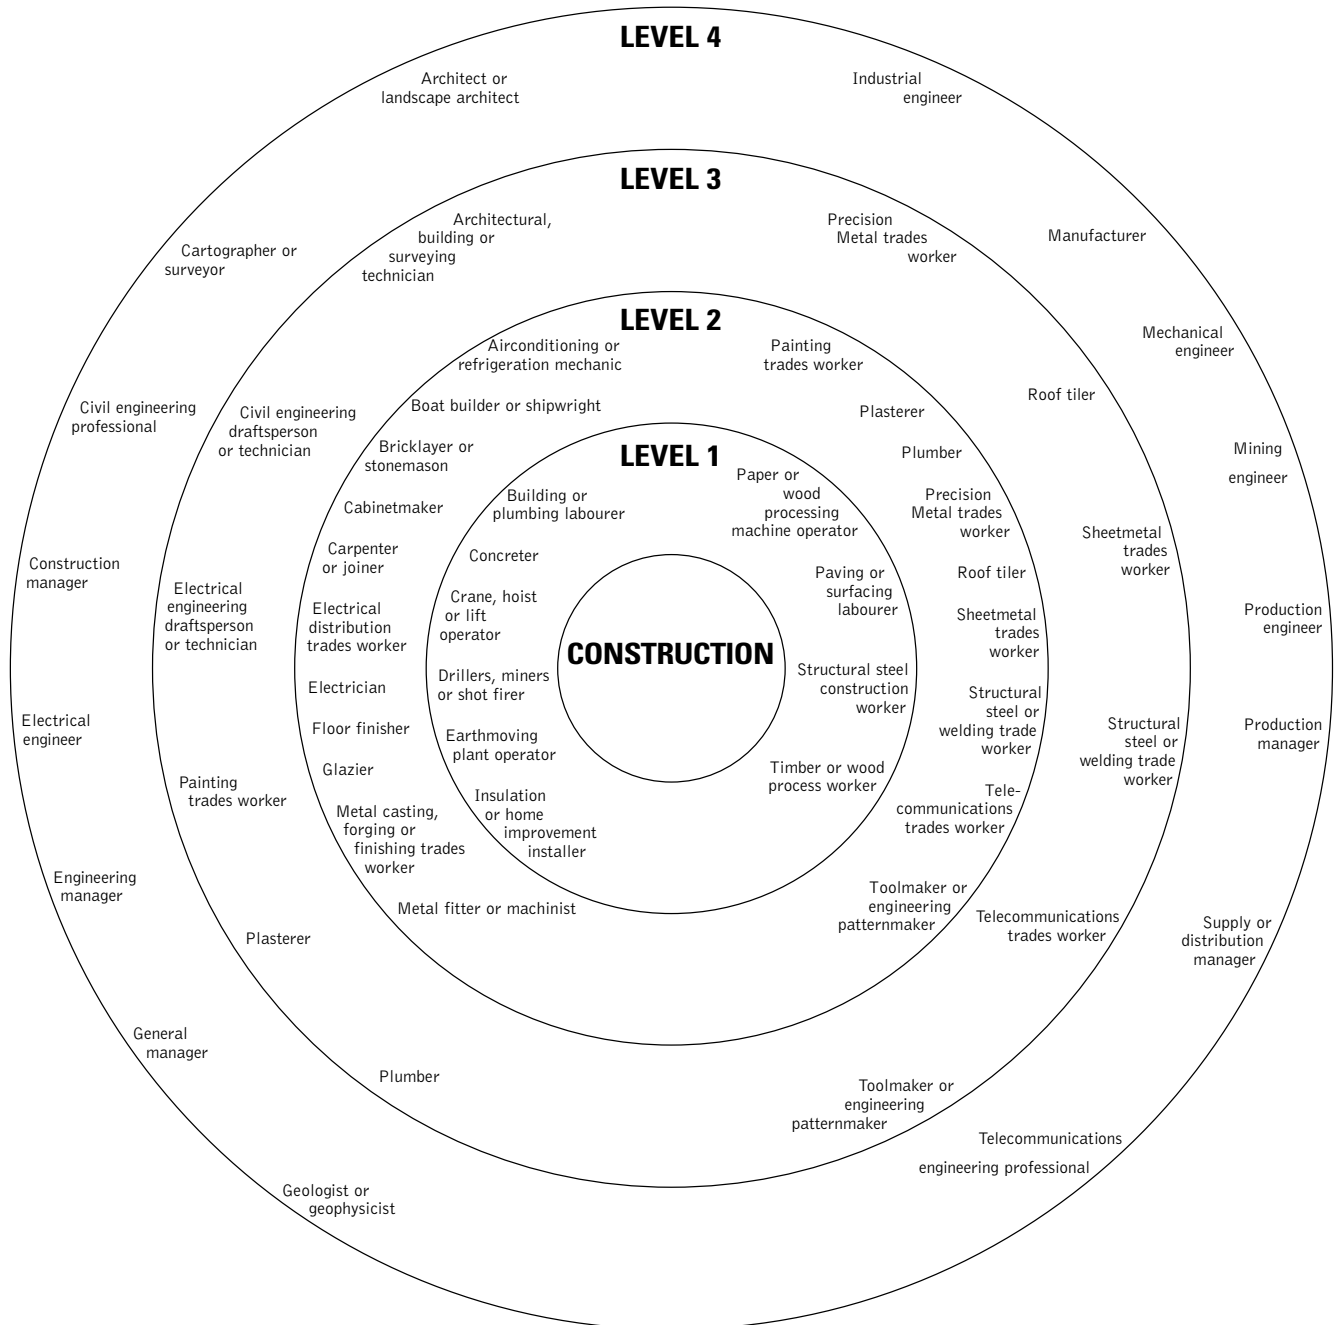 LEVEL 4
Architect or
landscape architect
Cartographer or
surveyor
Civil engineering
professional
Construction
manager
Electrical
engineer
Engineering
manager
General
manager
Geologist or
geophysicist
Industrial
engineer
Manufacturer
Mechanical
engineer
Mining
engineer
Production
engineer
Production
manager
Supply or
distribution
manager
Telecommunications
engineering professional
LEVEL 3
Architectural,
building or
surveying
technician
Civil engineering
draftsperson
or technician
Electrical
engineering
draftsperson
or technician
Painting
trades worker
Plasterer
Plumber
Precision
Metal trades
worker
Roof tiler
Sheetmetal
trades
worker
Structural
steel or
welding trade
worker
Telecommunications
trades worker
Toolmaker or
engineering
patternmaker
LEVEL 2
Airconditioning or
refrigeration mechanic
Boat builder or shipwright
Bricklayer or
stonemason
Cabinetmaker
Carpenter
or joiner
Electrical
distribution
trades worker
Electrician
Floor finisher
Glazier
Metal casting,
forging or
finishing trades
worker
Metal fitter or machinist
Painting
trades worker
Plasterer
Plumber
Precision
Metal trades
worker
Roof tiler
Sheetmetal
trades
worker
Structural
steel or
welding trade
worker
Tele-
communications
trades worker
Toolmaker or
engineering
patternmaker
LEVEL 1
Building or
plumbing labourer
Concreter
Crane, hoist
or lift
operator
Drillers, miners
or shot firer
Earthmoving
plant operator
Insulation
or home
improvement
installer
Paper or
wood
processing
machine operator
Paving or
surfacing
labourer
Structural steel
construction
worker
Timber or wood
process worker
CONSTRUCTION